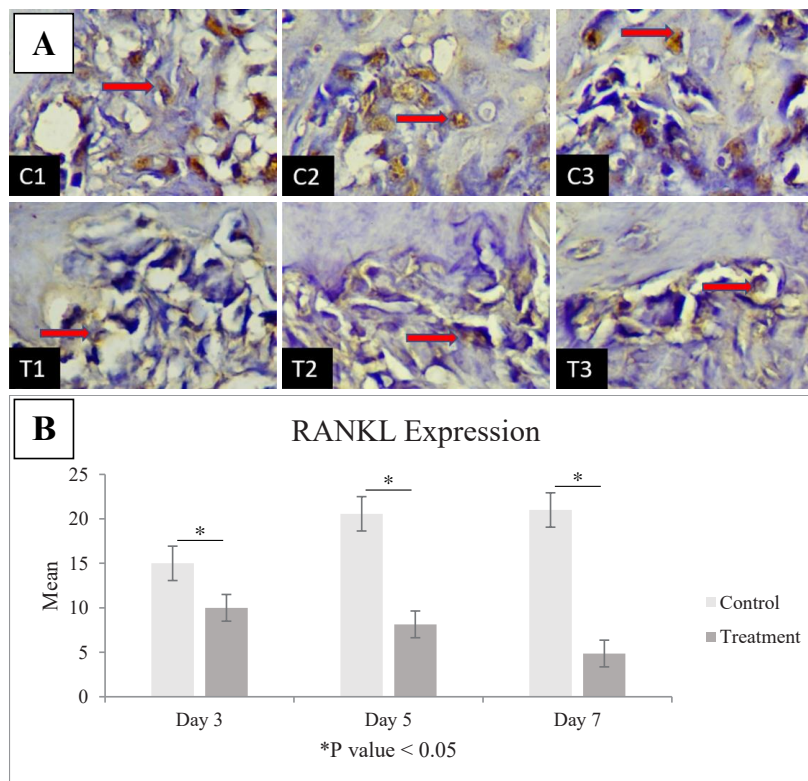 A
C1
C2
C3
T1
T2
T3
B
RANKL Expression
25
20
15
10
5
0
Mean
*
*
*
Control
Treatment
Day 3
Day 5
Day 7
*P value < 0.05